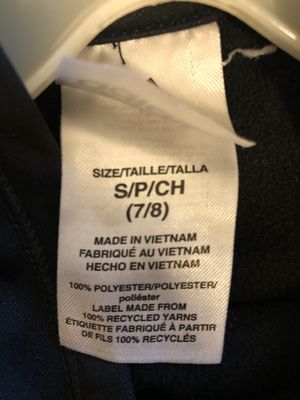 SIZE/TAILLE/TALLA
S/P/CH
(7/8)
MADE IN VIETNAM
FABRIQUÉ AU VIETNAM
HECHO EN VIETNAM
100% POLYESTER/POLYESTER/
poliéster
LABEL MADE FROM
100% RECYCLED YARNS
ÉTIQUETTE FABRIQUÉ À PARTIR
DE FILS 100% RECYCLÉS